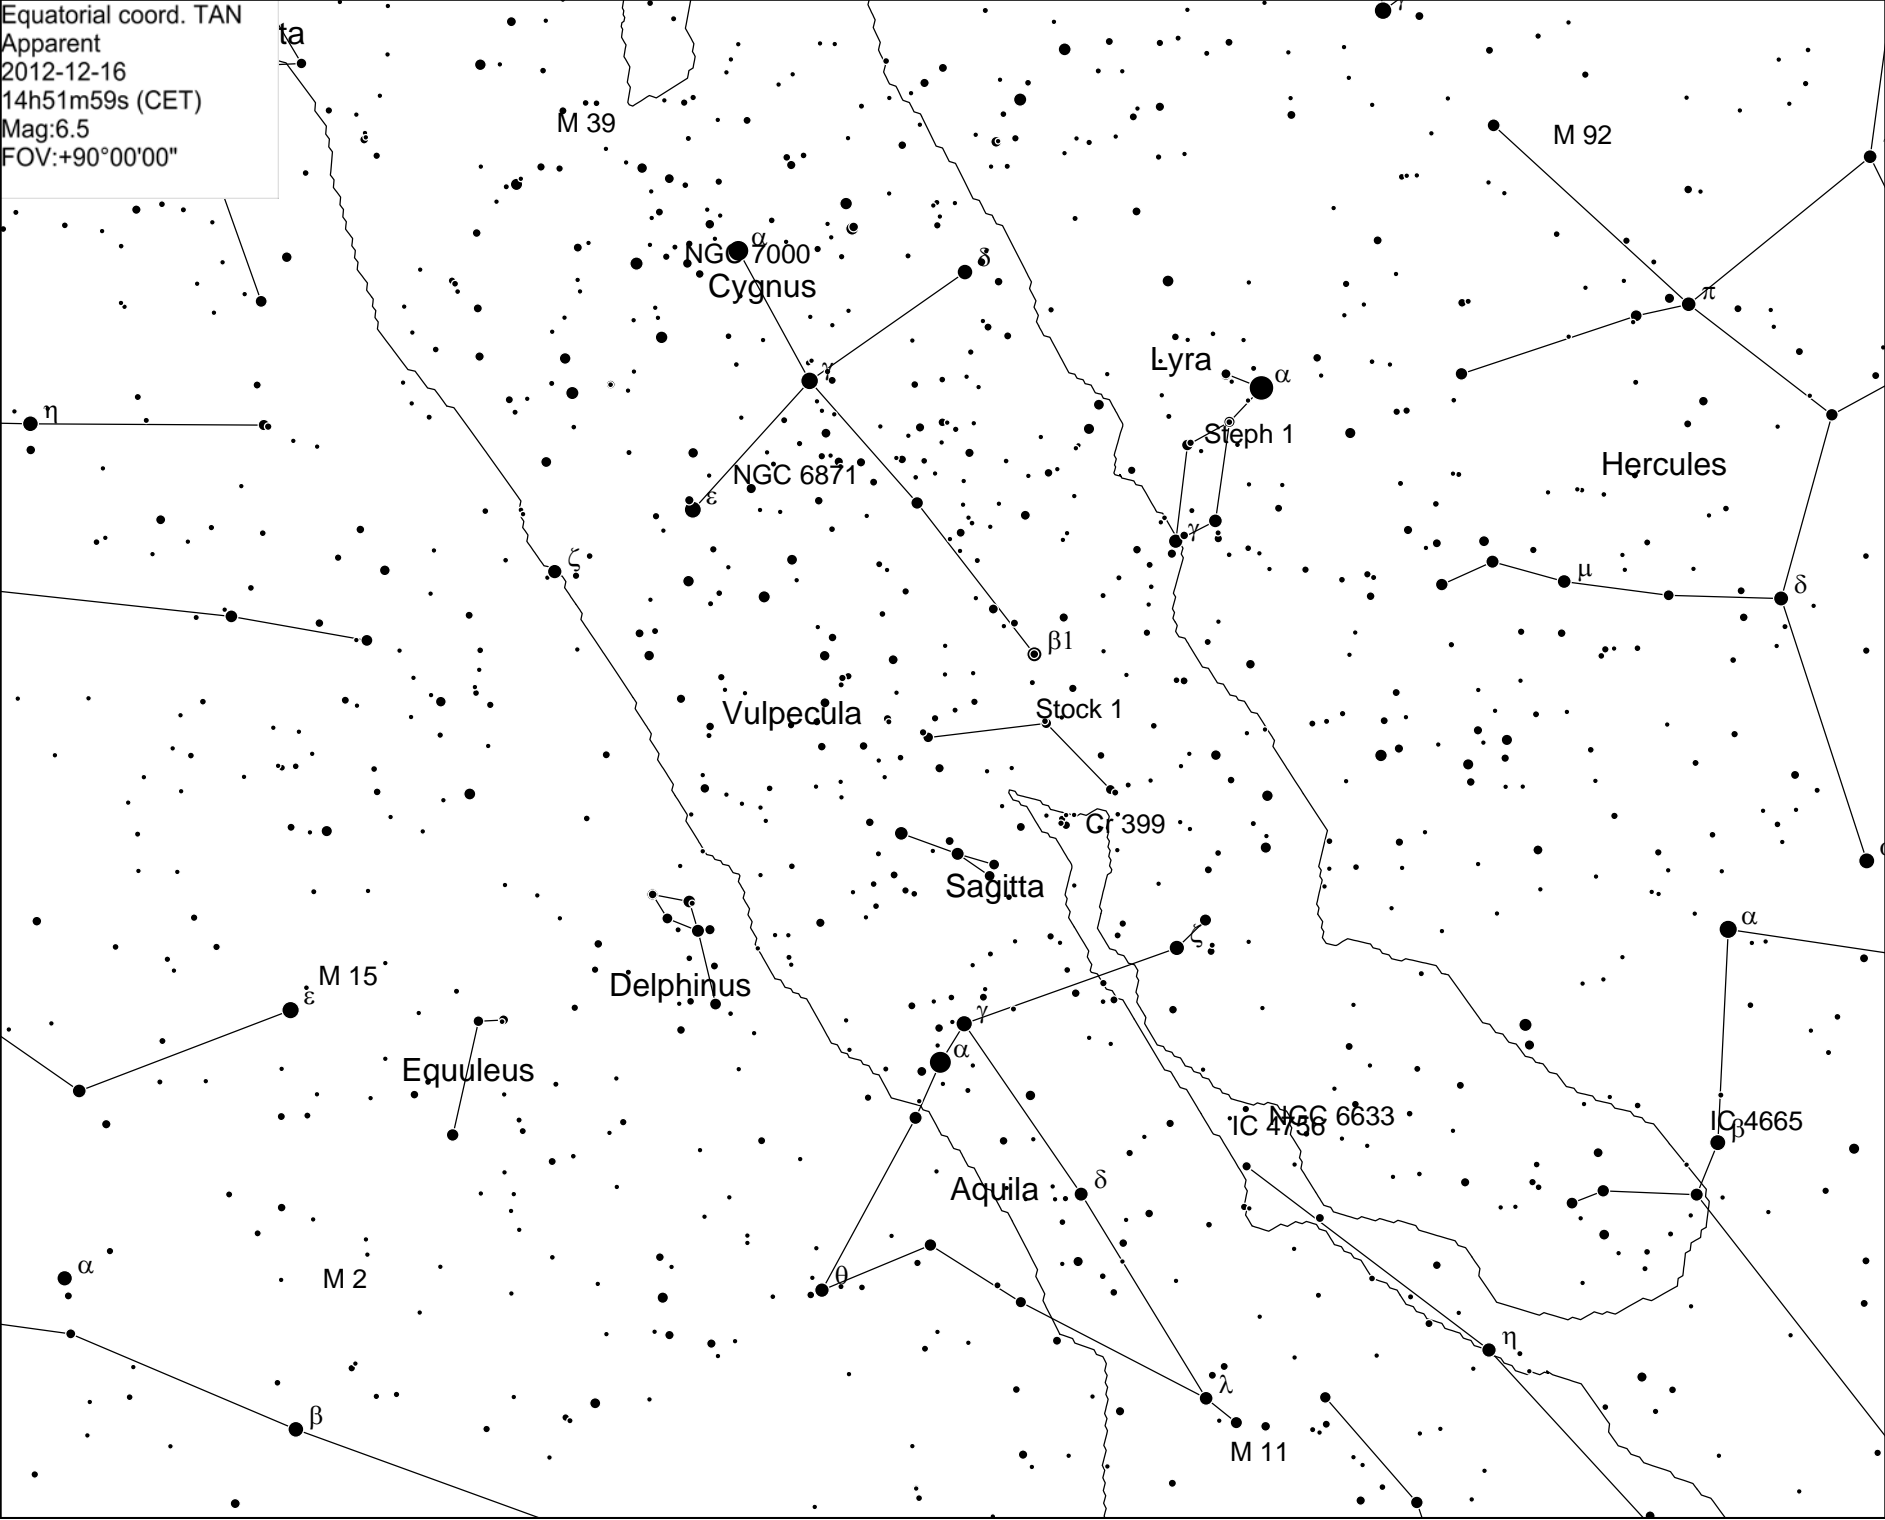 Equatorial coord. TAN
Apparent
2012-12-16
14h51m59s (CET)
Mag:6.5
FOV:+90°00'00"
ta
M 39
M 92
α
NGC 7000
Cygnus
δ
π
γ
Lyra
α
η
Steph 1
Hercules
NGC 6871
ε
γ
ζ
μ
δ
β1
Vulpecula
Stock 1
Cr 399
Sagitta
α
ζ
M 15
ε
Delphinus
γ
α
Equuleus
NGC 6633
IC 4756
IC 4665
β
Aquila
δ
α
M 2
θ
η
λ
β
M 11